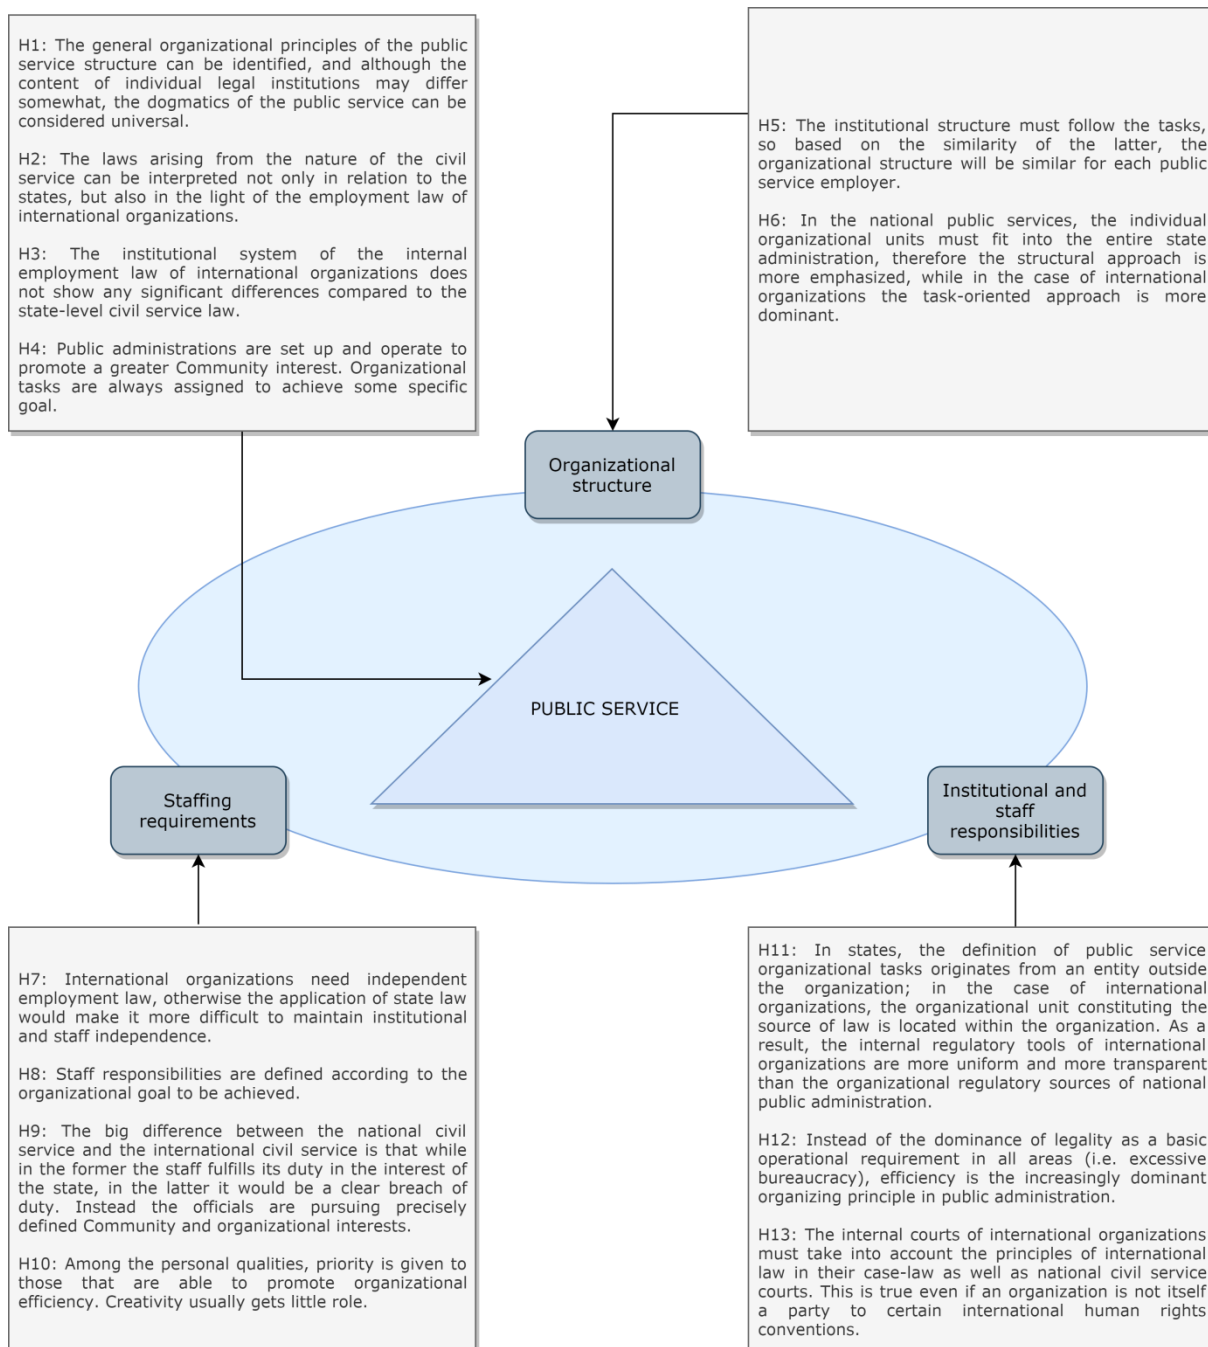 H1: The general organizational principles of the public
service structure can be identified, and although the
content of individual legal institutions may differ
somewhat, the dogmatics of the public service can be
considered universal.
H2: The laws arising from the nature of the civil
service can be interpreted not only in relation to the
states, but also in the light of the employment law of
international organizations.
H3: The institutional system of the internal
employment law of international organizations does
not show any significant differences compared to the
state-level civil service law.
H4: Public administrations are set up and operate to
promote a greater Community interest. Organizational
tasks are always assigned to achieve some specific
goal.
H5: The institutional structure must follow the tasks,
so based on the similarity of the latter, the
organizational structure will be similar for each public
service employer.
H6: In the national public services, the individual
organizational units must fit into the entire state
administration, therefore the structural approach is
more emphasized, while in the case of international
organizations the task-oriented approach is more
dominant.
Organizational
structure
PUBLIC SERVICE
Staffing
requirements
Institutional and
staff
responsibilities
H7: International organizations need independent
employment law, otherwise the application of state law
would make it more difficult to maintain institutional
and staff independence.
H8: Staff responsibilities are defined according to the
organizational goal to be achieved.
H9: The big difference between the national civil
service and the international civil service is that while
in the former the staff fulfills its duty in the interest of
the state, in the latter it would be a clear breach of
duty. Instead the officials are pursuing precisely
defined Community and organizational interests.
H10: Among the personal qualities, priority is given to
those that are able to promote organizational
efficiency. Creativity usually gets little role.
H11: In states, the definition of public service
organizational tasks originates from an entity outside
the organization; in the case of international
organizations, the organizational unit constituting the
source of law is located within the organization. As a
result, the internal regulatory tools of international
organizations are more uniform and more transparent
than the organizational regulatory sources of national
public administration.
H12: Instead of the dominance of legality as a basic
operational requirement in all areas (i.e. excessive
bureaucracy), efficiency is the increasingly dominant
organizing principle in public administration.
H13: The internal courts of international organizations
must take into account the principles of international
law in their case-law as well as national civil service
courts. This is true even if an organization is not itself
a party to certain international human rights
conventions.